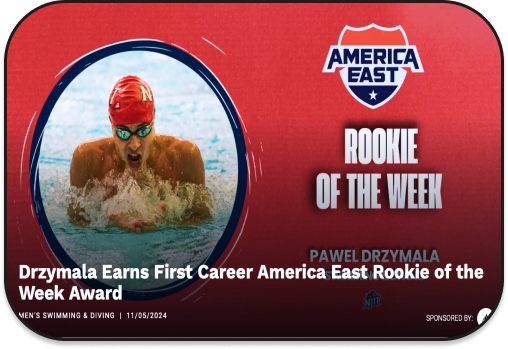 AMERICA
EAST
ROOKIE
OF THE WEEK
PAWEL DRZYMALA
Drzymala Earns First Career America East Rookie of the
Week Award
MEN'S SWIMMING & DIVING | 11/05/2024
SPONSORED BY:
N